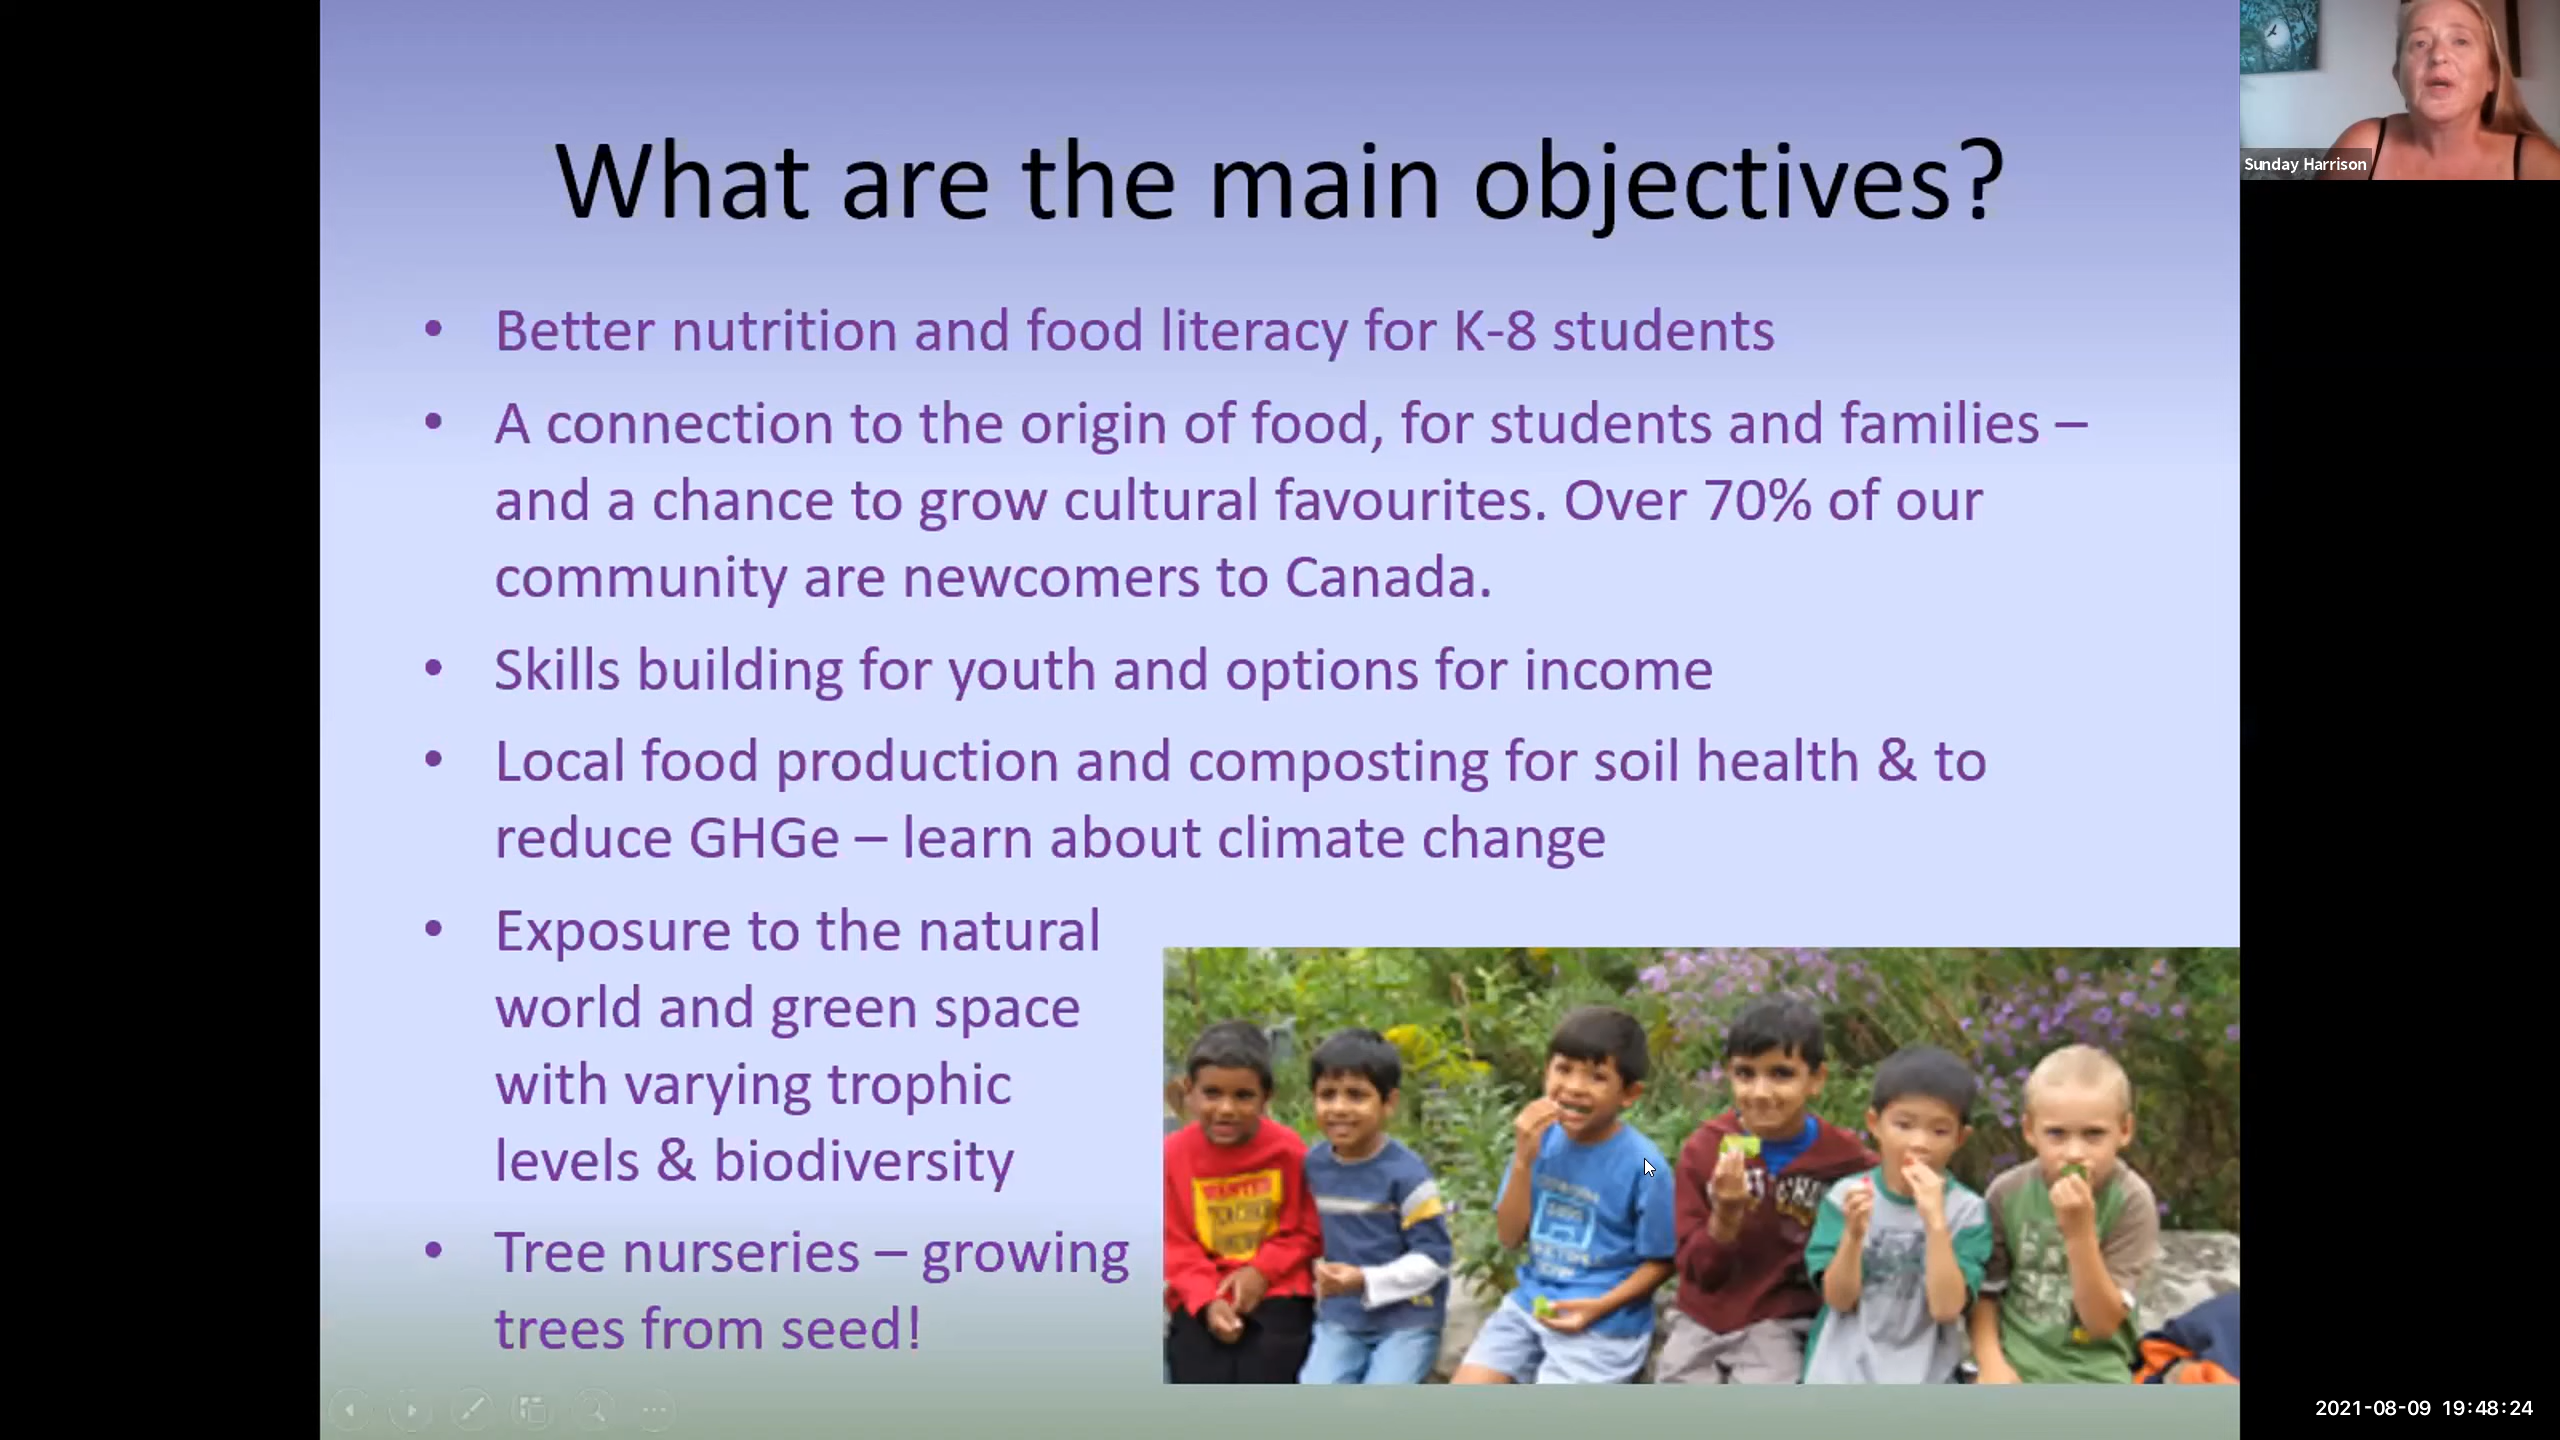 What are the main objectives?
• Better nutrition and food literacy for K-8 students
• A connection to the origin of food, for students and families –
and a chance to grow cultural favourites. Over 70% of our
community are newcomers to Canada.
• Skills building for youth and options for income
• Local food production and composting for soil health & to
reduce GHGe – learn about climate change
• Exposure to the natural
world and green space
with varying trophic
levels & biodiversity
• Tree nurseries – growing
trees from seed!
Sunday Harrison
WANTED
2021-08-09 19:48:24